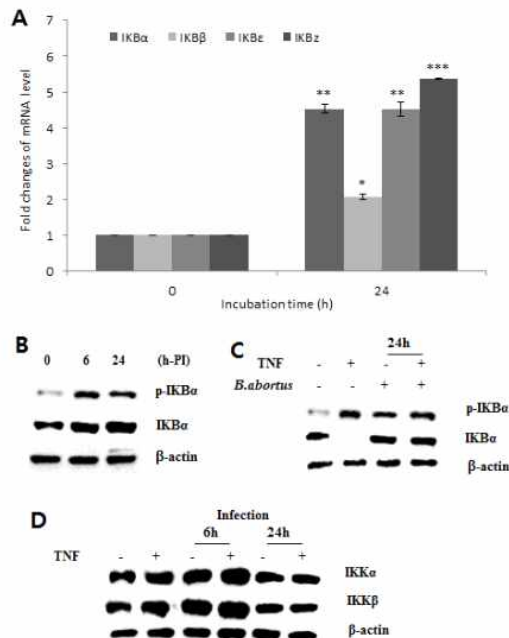 A
IKBα IKBβ IKBε IKBz
Fold changes of mRNA level
7
6
5
4
3
2
1
0
** * ** ***
0 24
Incubation time (h)
B
0 6 24 (h-PI)
p-IKBα
IKBα
β-actin
C
24h
TNF - + - +
B.abortus - - + +
p-IKBα
IKBα
β-actin
D
Infection
6h 24h
TNF - + - + - +
IKKα
IKKβ
β-actin